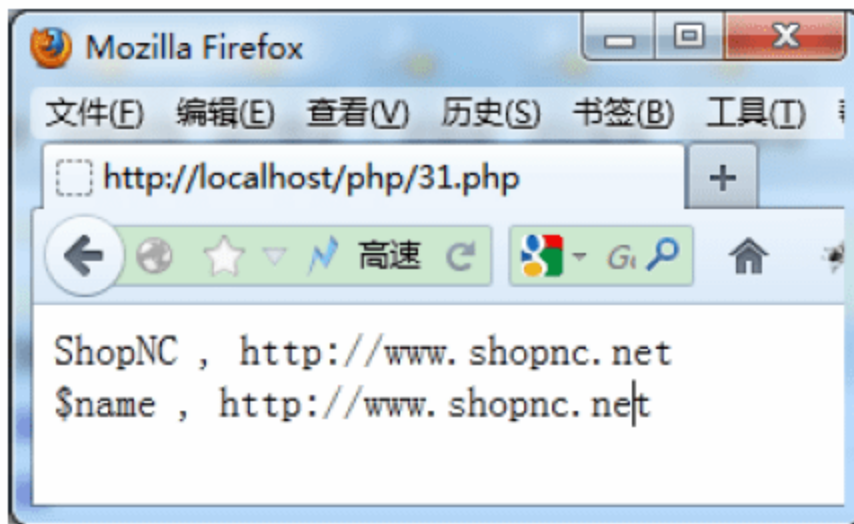 Mozilla Firefox
文件(F) 编辑(E) 查看(V) 历史(S) 书签(B) 工具(T)
http://localhost/php/31.php
高速
ShopNC , http://www.shopnc.net
$name , http://www.shopnc.net